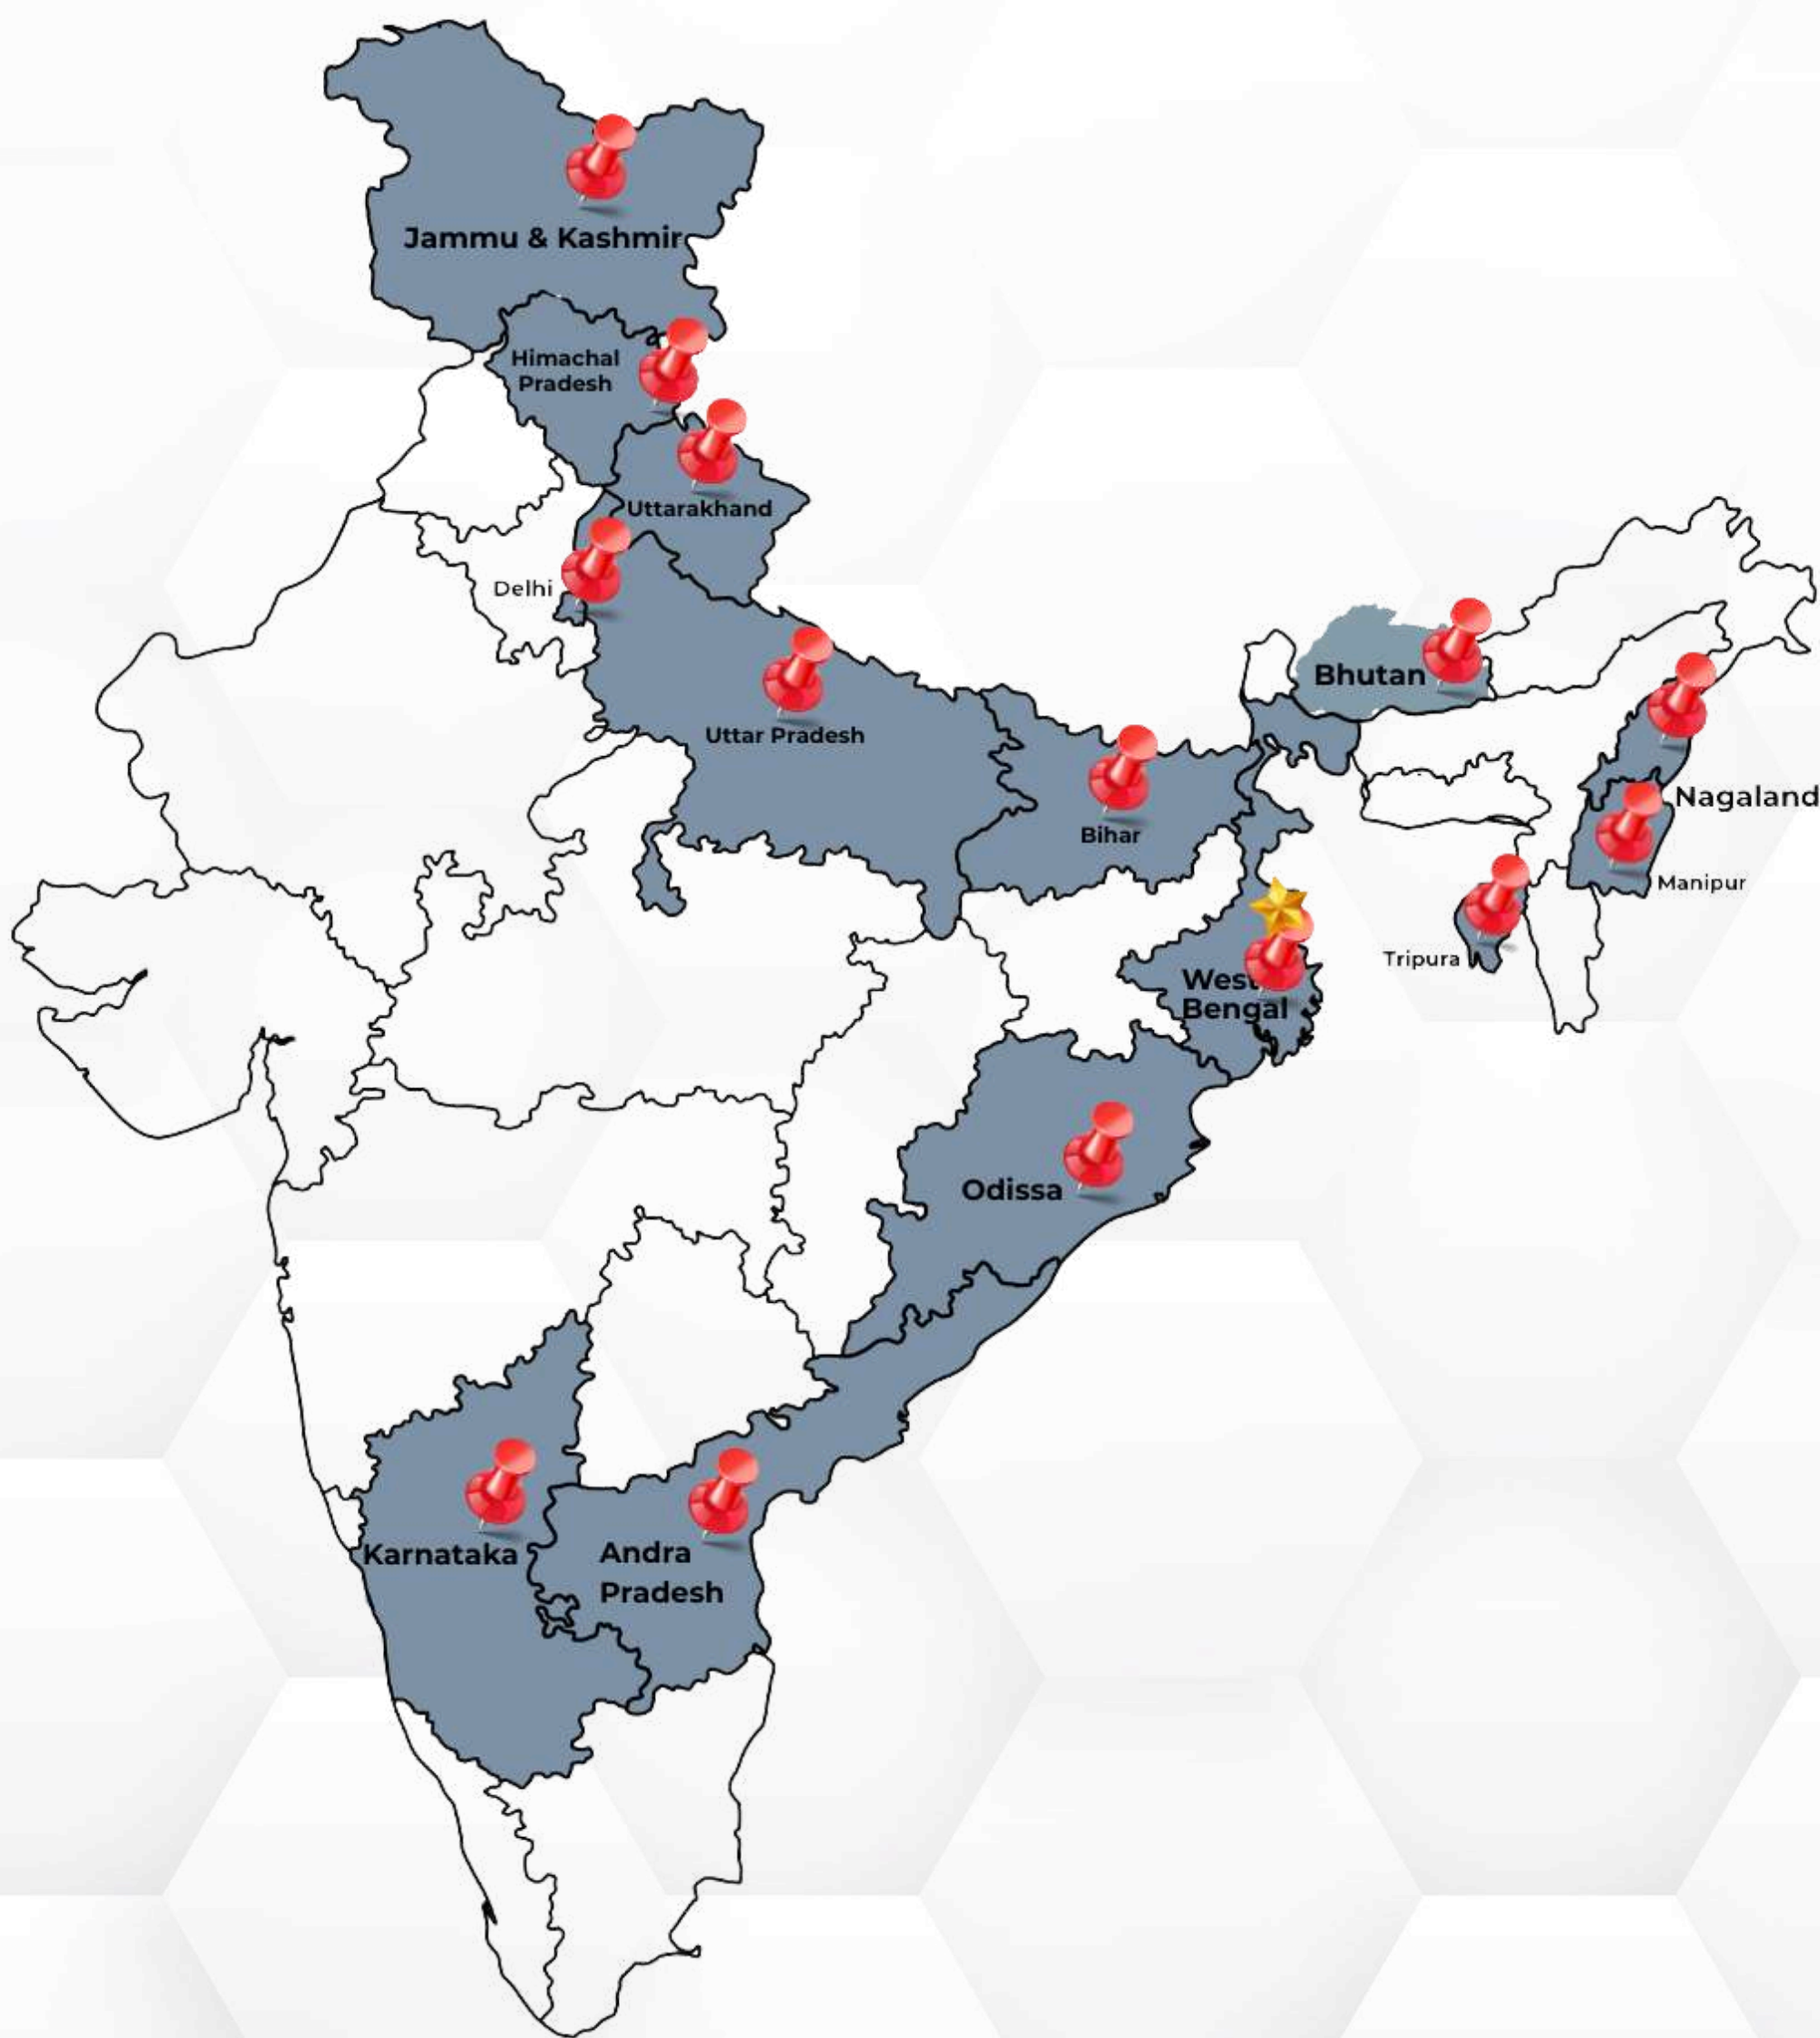 Jammu & Kashmir
Himachal
Pradesh
Uttarakhand
Delhi
Bhutan
Uttar Pradesh
Nagaland
Bihar
Manipur
Tripura
West
Bengal
Odissa
Karnataka
Andra
Pradesh